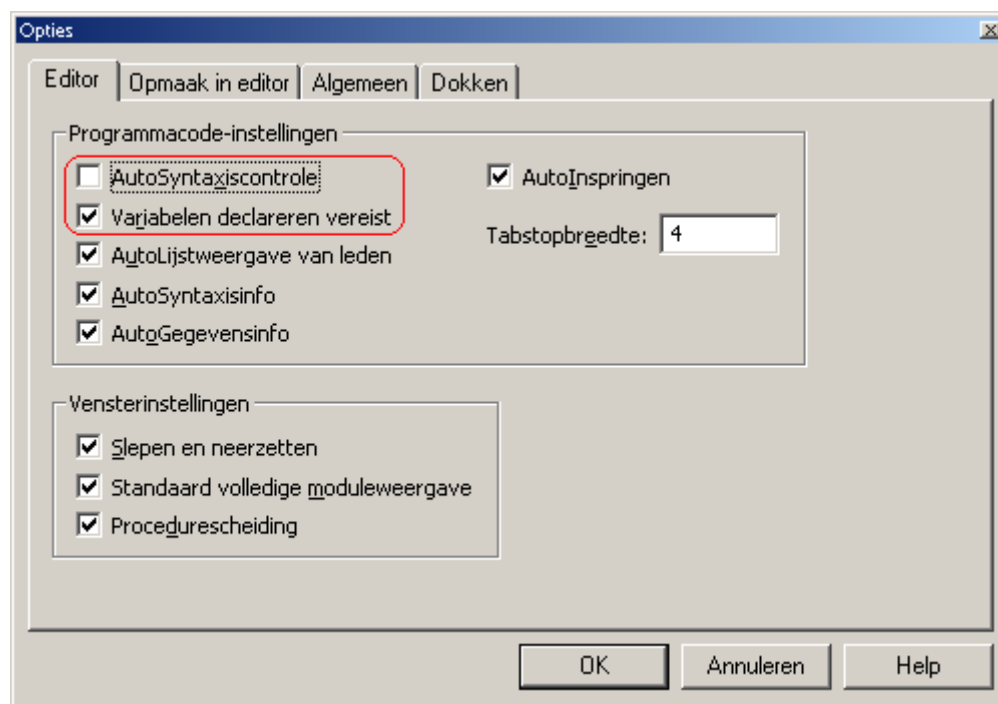 Opties
Editor Opmaak in editor Algemeen Dokken
Programmacode-instellingen
AutoSyntaxiscontrole
Variabelen declareren vereist
AutoLijstweergave van leden
AutoSyntaxisinfo
AutoGegevensinfo
AutoInspringen
Tabstopbreedte: 4
Vensterinstellingen
Slepen en neerzetten
Standaard volledige moduleweergave
Procedurescheiding
OK Annuleren Help